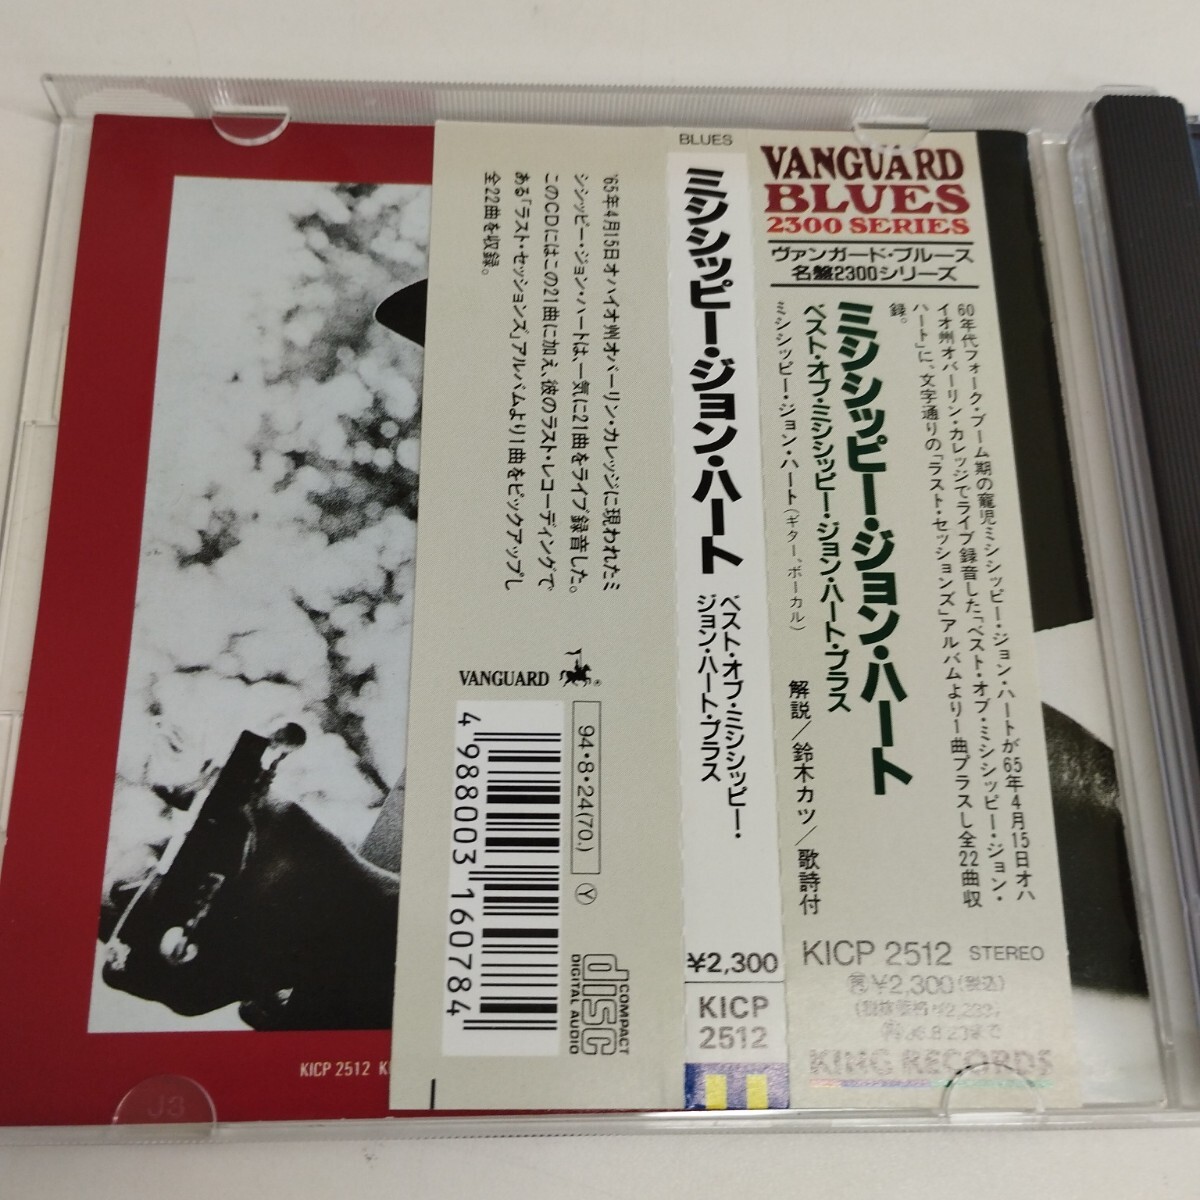 BLUES
'65年4月15日オハイオ州オバーリン・カレッジに現われたミ
シシッピー・ジョン・ハートは、一気に21曲をライブ録音した。
このCDにはこの21曲に加え、彼のラスト・レコーディングで
ある「ラスト・セッションズ」アルバムより1曲をピックアップし
全22曲を収録。
VANGUARD
®
94・8・24(70.)
Y
4 988003 160784
COMPACT
disc
DIGITAL AUDIO
ミシシッピー・ジョン・ハート
ベスト・オブ・ミシシッピー・
ジョン・ハート・プラス
¥2,300
KICP
2512
VANGUARD
BLUES
2300 SERIES
ヴァンガード・ブルース
名盤2300シリーズ
60年代フォーク・ブーム期の寵児ミシシッピー・ジョン・ハートが65年4月15日オハ
イオ州オバーリン・カレッジでライブ録音した「ベスト・オブ・ミシシッピー・ジョン・
ハート」に、文字通りの「ラスト・セッションズ」アルバムより1曲プラスし全22曲収
録。
ミシシッピー・ジョン・ハート
ベスト・オブ・ミシシッピー・ジョン・ハート・プラス
ミシシッピー・ジョン・ハート(ギター、ボーカル)
解説/鈴木カツ/歌詩付
KICP 2512 STEREO
¥2,300(税込)
KING RECORDS
KICP 2512
J3